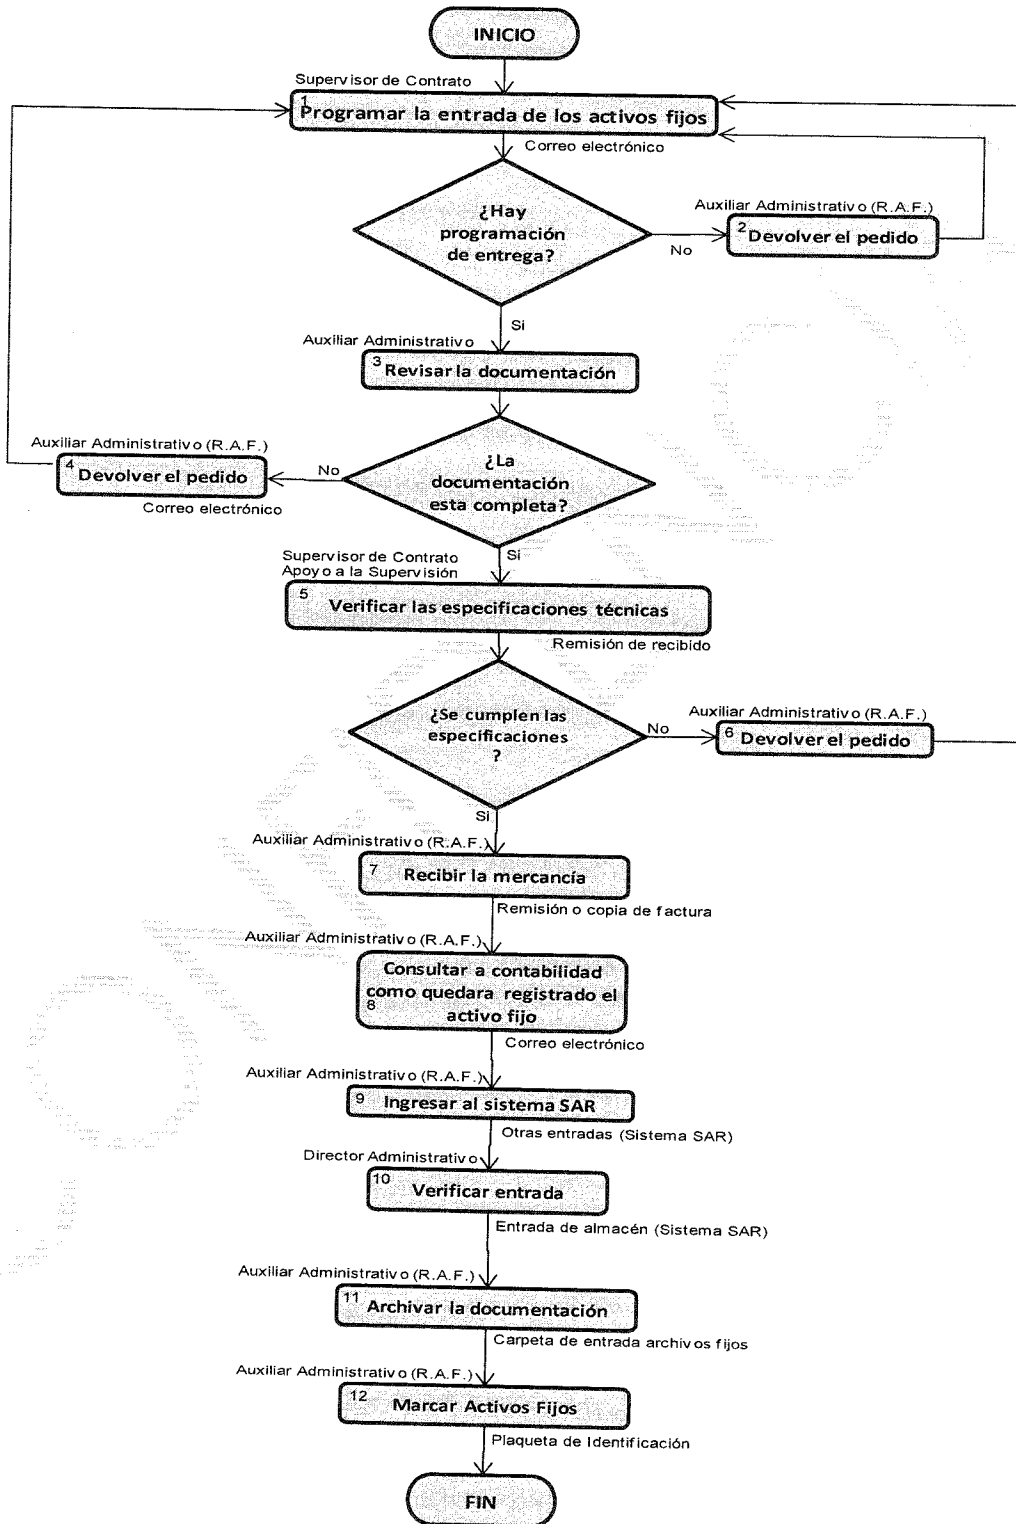 INICIO
Supervisor de Contrato
1
Programar la entrada de los activos fijos
Correo electrónico
¿Hay
programación
de entrega?
No
Auxiliar Administrativo (R.A.F.)
2 Devolver el pedido
Si
Auxiliar Administrativo
3 Revisar la documentación
¿La
documentación
esta completa?
No
Auxiliar Administrativo (R.A.F.)
4 Devolver el pedido
Correo electrónico
Si
Supervisor de Contrato
Apoyo a la Supervisión
5 Verificar las especificaciones técnicas
Remisión de recibido
¿Se cumplen las
especificaciones
?
No
Auxiliar Administrativo (R.A.F.)
6 Devolver el pedido
Si
Auxiliar Administrativo (R.A.F.)
7 Recibir la mercancía
Remisión o copia de factura
Auxiliar Administrativo (R.A.F.)
Consultar a contabilidad
como quedara registrado el
8 activo fijo
Correo electrónico
Auxiliar Administrativo (R.A.F.)
9 Ingresar al sistema SAR
Otras entradas (Sistema SAR)
Director Administrativo
10 Verificar entrada
Entrada de almacén (Sistema SAR)
Auxiliar Administrativo (R.A.F.)
11 Archivar la documentación
Carpeta de entrada archivos fijos
Auxiliar Administrativo (R.A.F.)
12 Marcar Activos Fijos
Plaqueta de Identificación
FIN